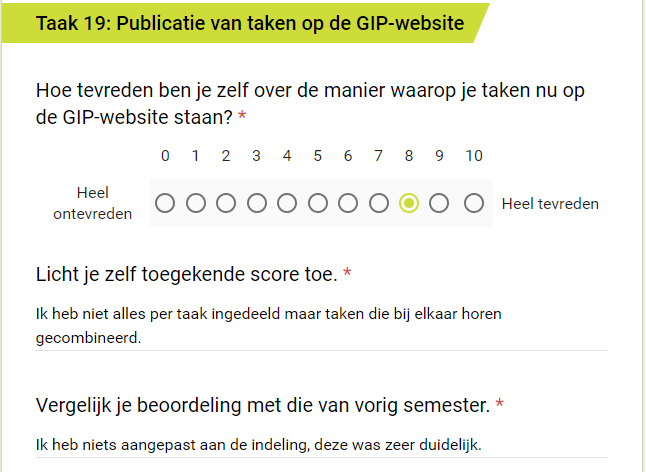 Taak 19: Publicatie van taken op de GIP-website
Hoe tevreden ben je zelf over de manier waarop je taken nu op
de GIP-website staan? *
0 1 2 3 4 5 6 7 8 9 10
Heel
ontevreden
Heel tevreden
Licht je zelf toegekende score toe. *
Ik heb niet alles per taak ingedeeld maar taken die bij elkaar horen
gecombineerd.
Vergelijk je beoordeling met die van vorig semester. *
Ik heb niets aangepast aan de indeling, deze was zeer duidelijk.